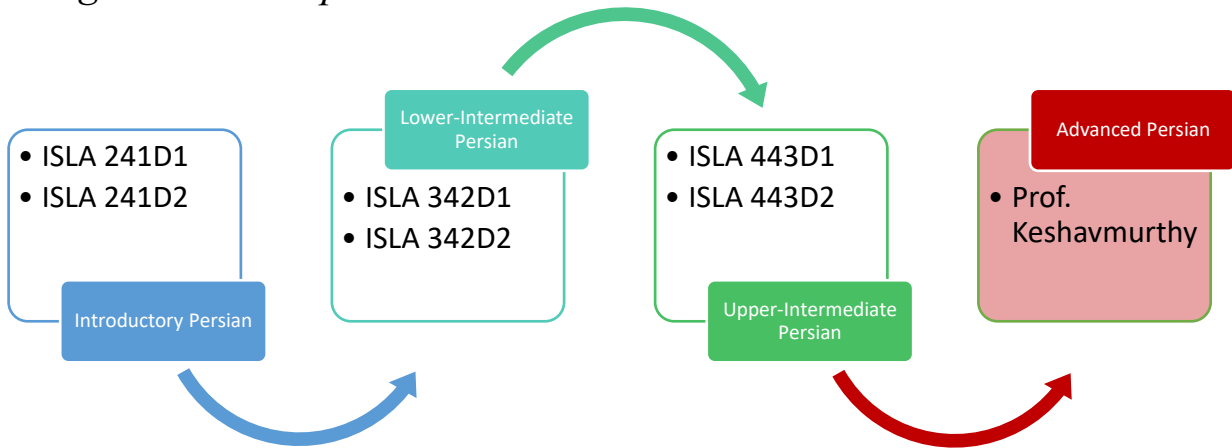 • ISLA 241D1
• ISLA 241D2
Introductory Persian
Lower-Intermediate
Persian
• ISLA 342D1
• ISLA 342D2
• ISLA 443D1
• ISLA 443D2
Upper-Intermediate
Persian
Advanced Persian
• Prof.
Keshavmurthy